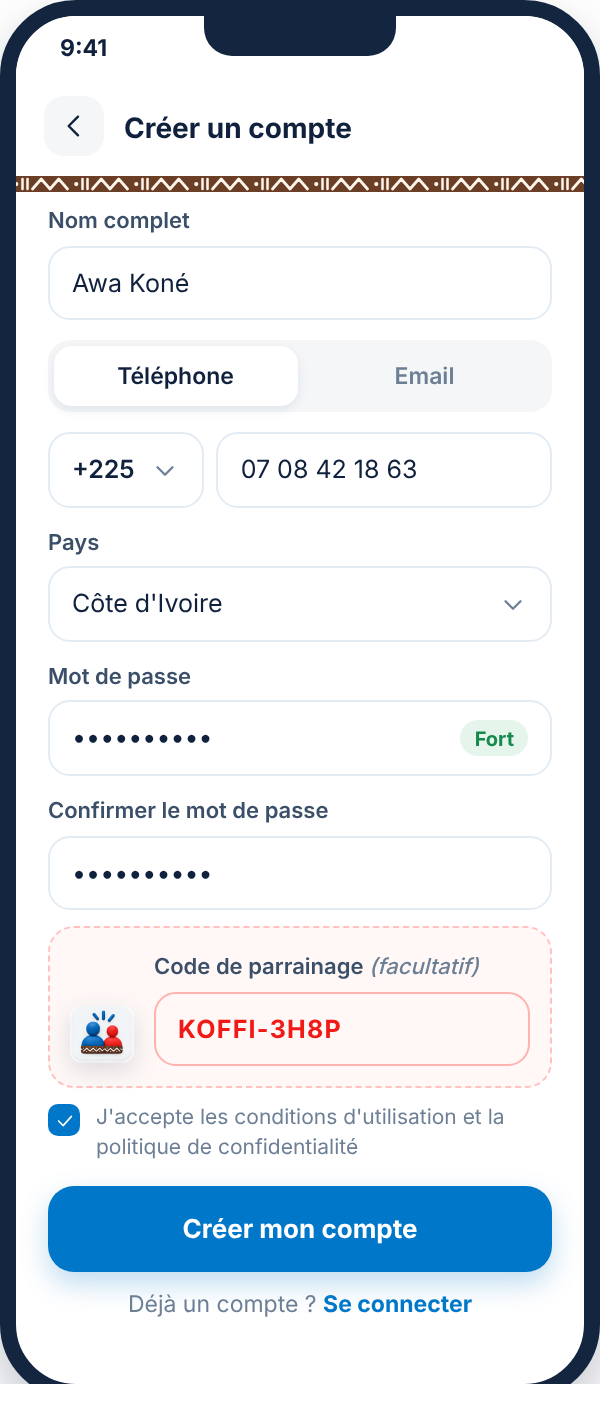 9:41
Créer un compte
Nom complet
Awa Koné
Téléphone Email
+225 07 08 42 18 63
Pays
Côte d'Ivoire
Mot de passe
•••••••••• Fort
Confirmer le mot de passe
••••••••••
Code de parrainage (facultatif)
KOFFI-3H8P
J'accepte les conditions d'utilisation et la
politique de confidentialité
Créer mon compte
Déjà un compte ? Se connecter